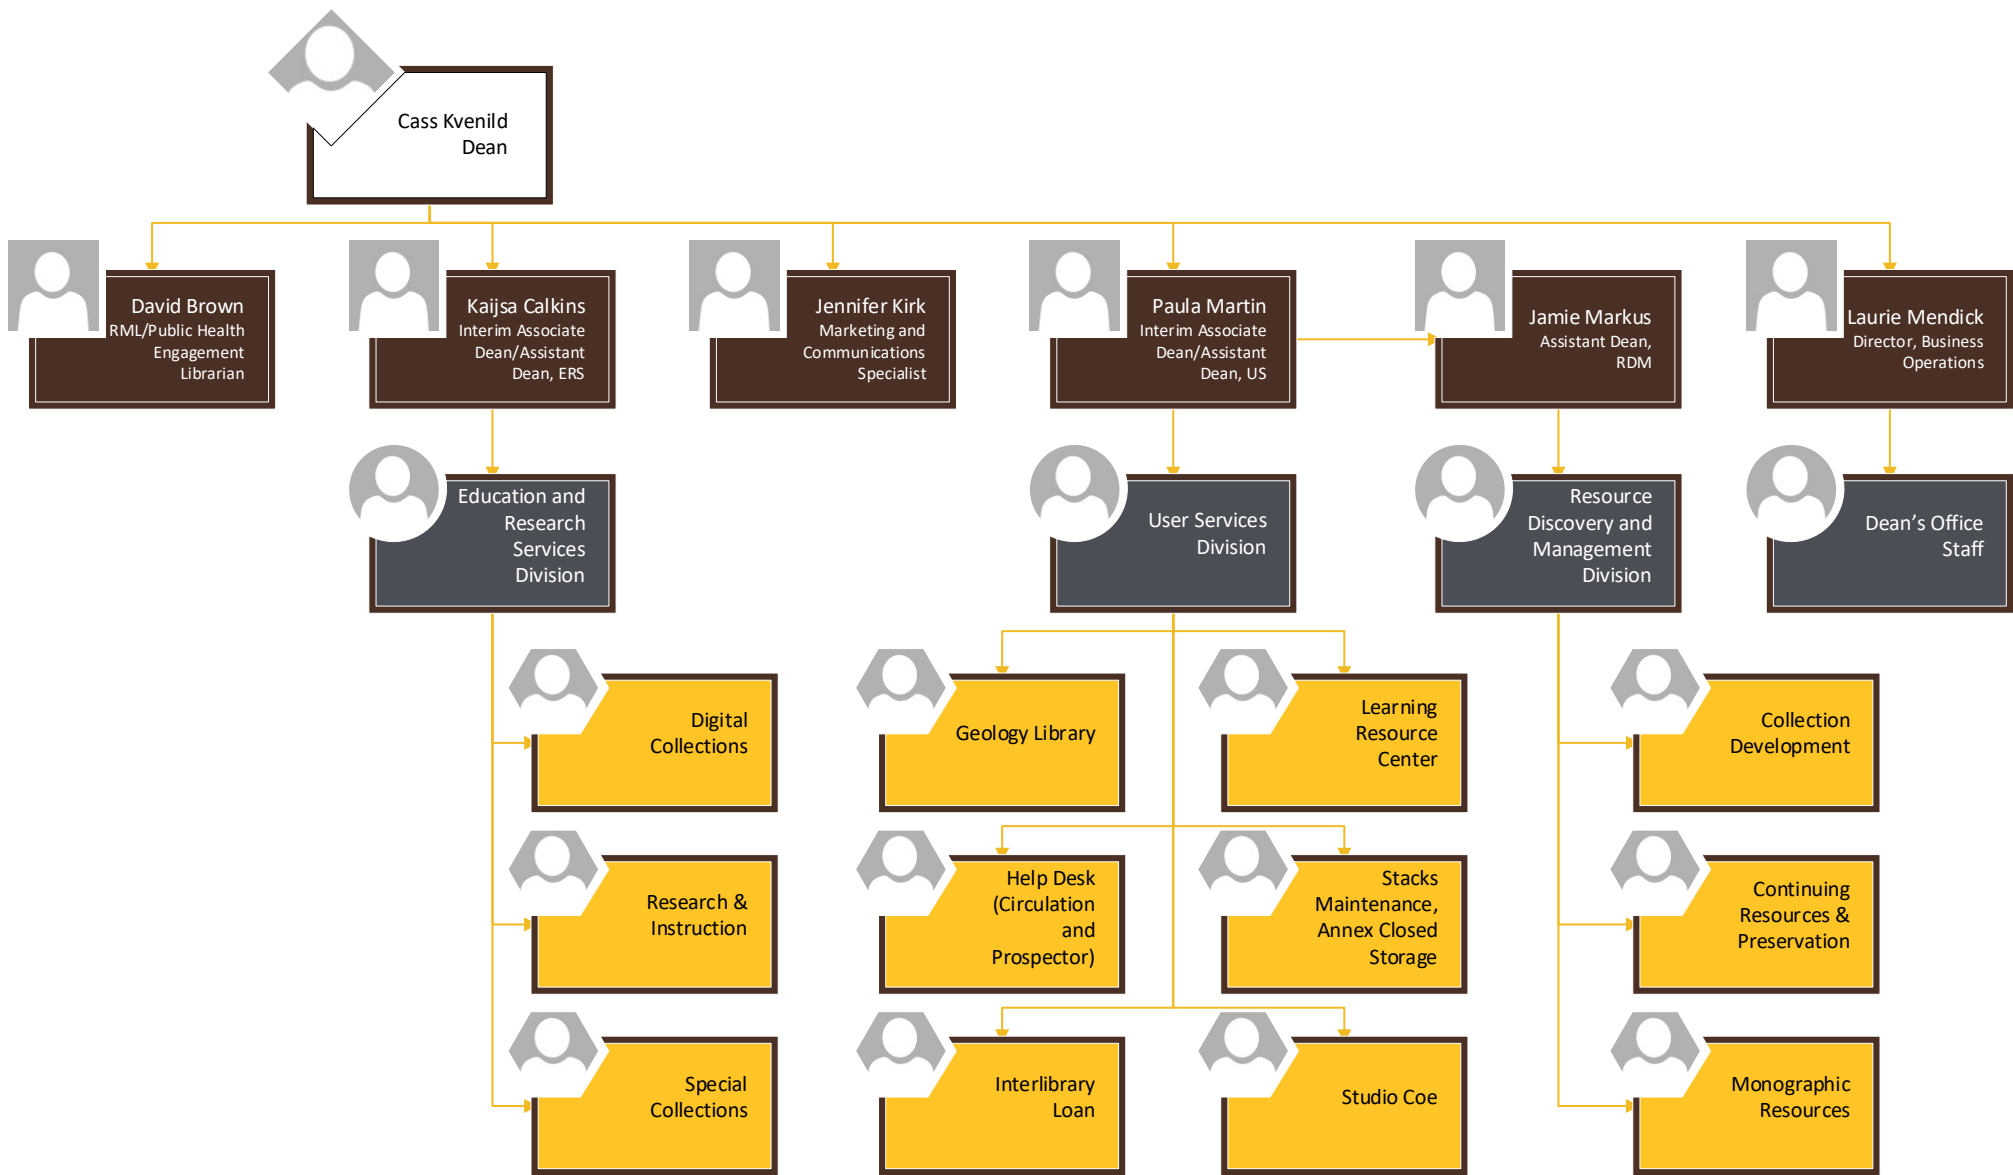 Cass Kvenild
Dean
David Brown
RML/Public Health
Engagement
Librarian
Kaijsa Calkins
Interim Associate
Dean/Assistant
Dean, ERS
Jennifer Kirk
Marketing and
Communications
Specialist
Paula Martin
Interim Associate
Dean/Assistant
Dean, US
Jamie Markus
Assistant Dean,
RDM
Laurie Mendick
Director, Business
Operations
Education and
Research
Services
Division
User Services
Division
Resource
Discovery and
Management
Division
Dean’s Office
Staff
Digital
Collections
Geology Library
Learning
Resource
Center
Collection
Development
Research &
Instruction
Help Desk
(Circulation
and
Prospector)
Stacks
Maintenance,
Annex Closed
Storage
Continuing
Resources &
Preservation
Special
Collections
Interlibrary
Loan
Studio Coe
Monographic
Resources